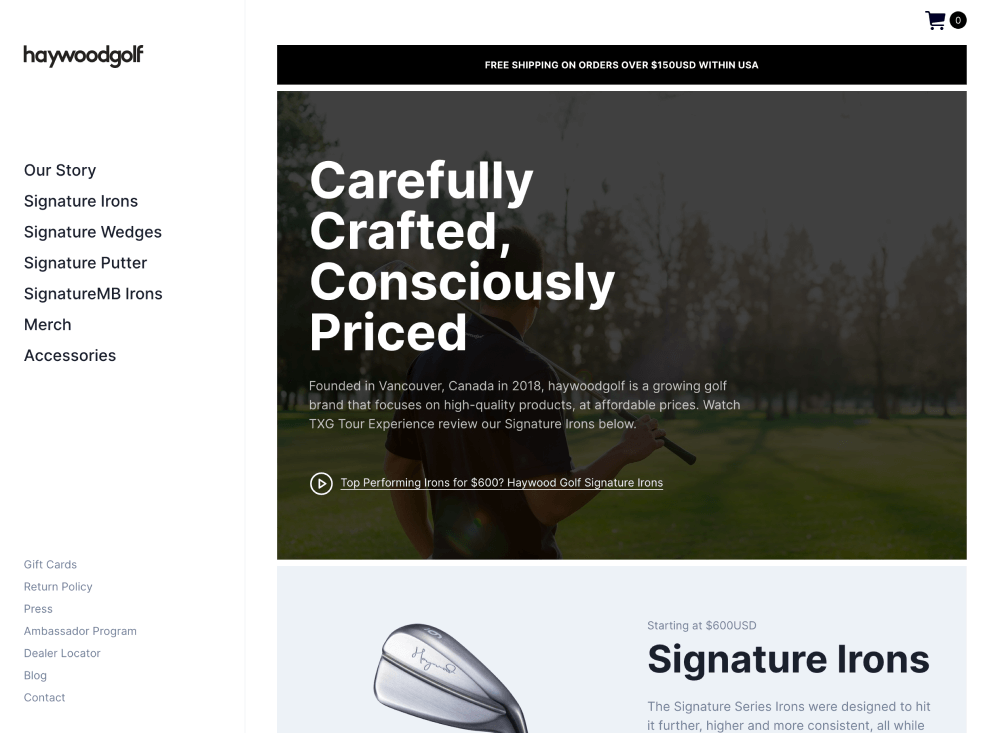 haywoodgolf
Our Story
Signature Irons
Signature Wedges
Signature Putter
SignatureMB Irons
Merch
Accessories
Gift Cards
Return Policy
Press
Ambassador Program
Dealer Locator
Blog
Contact
0
FREE SHIPPING ON ORDERS OVER $150USD WITHIN USA
Carefully
Crafted,
Consciously
Priced
Founded in Vancouver, Canada in 2018, haywoodgolf is a growing golf
brand that focuses on high-quality products, at affordable prices. Watch
TXG Tour Experience review our Signature Irons below.
Top Performing Irons for $600? Haywood Golf Signature Irons
Haywood
Starting at $600USD
Signature Irons
The Signature Series Irons were designed to hit
it further, higher and more consistent, all while